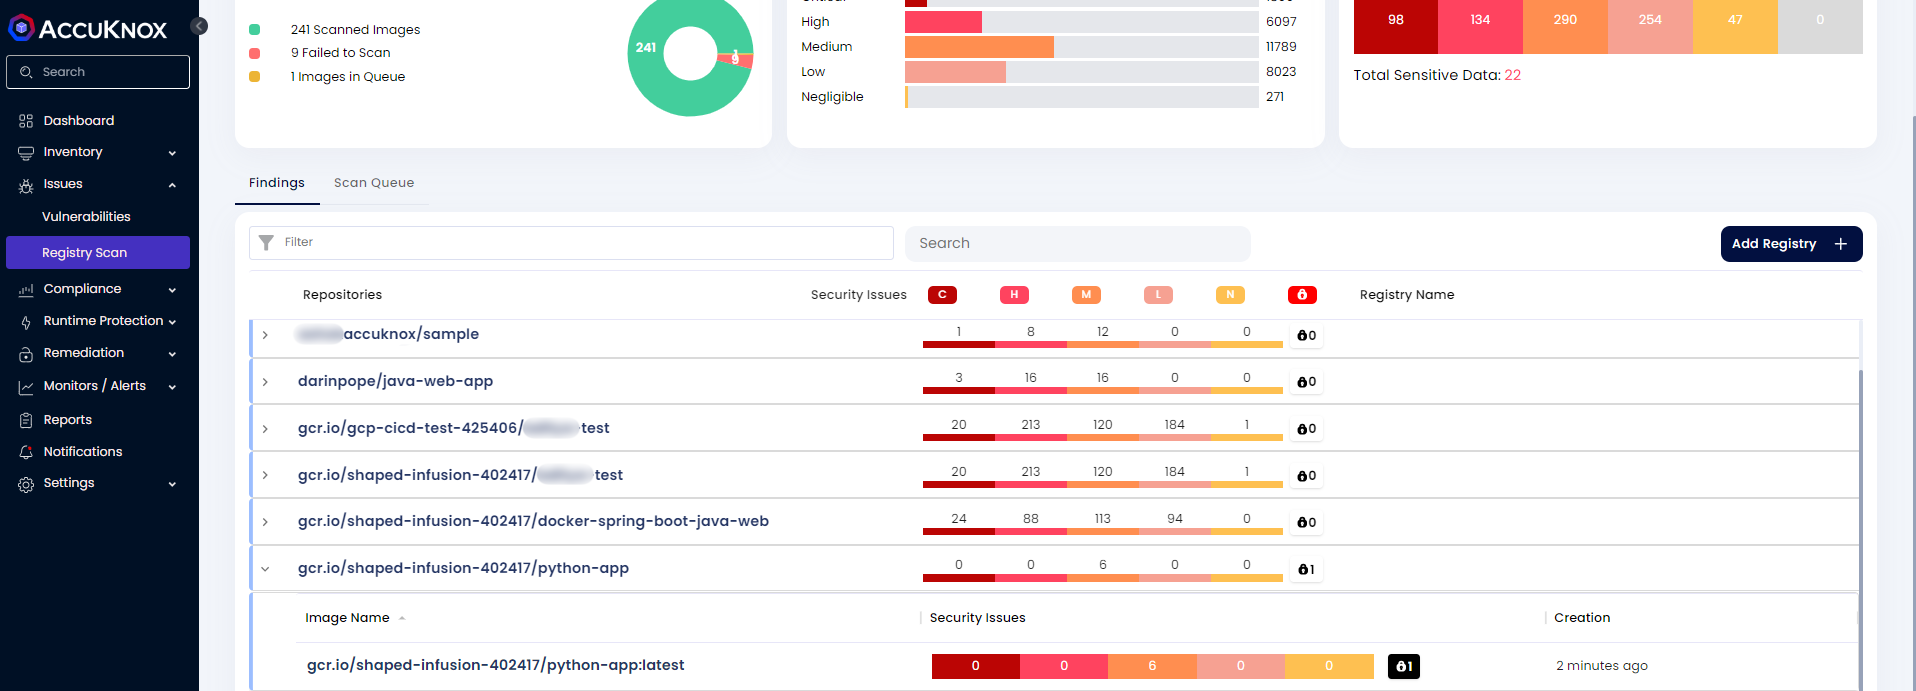 ACCUKNOX
Search
Dashboard
Inventory
Issues
Vulnerabilities
Registry Scan
Compliance
Runtime Protection
Remediation
Monitors / Alerts
Reports
Notifications
Settings
241 Scanned Images
9 Failed to Scan
1 Images in Queue
241
1
9
High 6097
Medium 11789
Low 8023
Negligible 271
98 134 290 254 47 0
Total Sensitive Data: 22
Findings Scan Queue
Filter Search Add Registry +
Repositories Security Issues C H M L N Registry Name
accuknox/sample 1 8 12 0 0 0
darinpope/java-web-app 3 16 16 0 0 0
gcr.io/gcp-cicd-test-425406/ -test 20 213 120 184 1 0
gcr.io/shaped-infusion-402417/ test 20 213 120 184 1 0
gcr.io/shaped-infusion-402417/docker-spring-boot-java-web 24 88 113 94 0 0
gcr.io/shaped-infusion-402417/python-app 0 0 6 0 0 1
Image Name Security Issues Creation
gcr.io/shaped-infusion-402417/python-app:latest 0 0 6 0 0 1 2 minutes ago